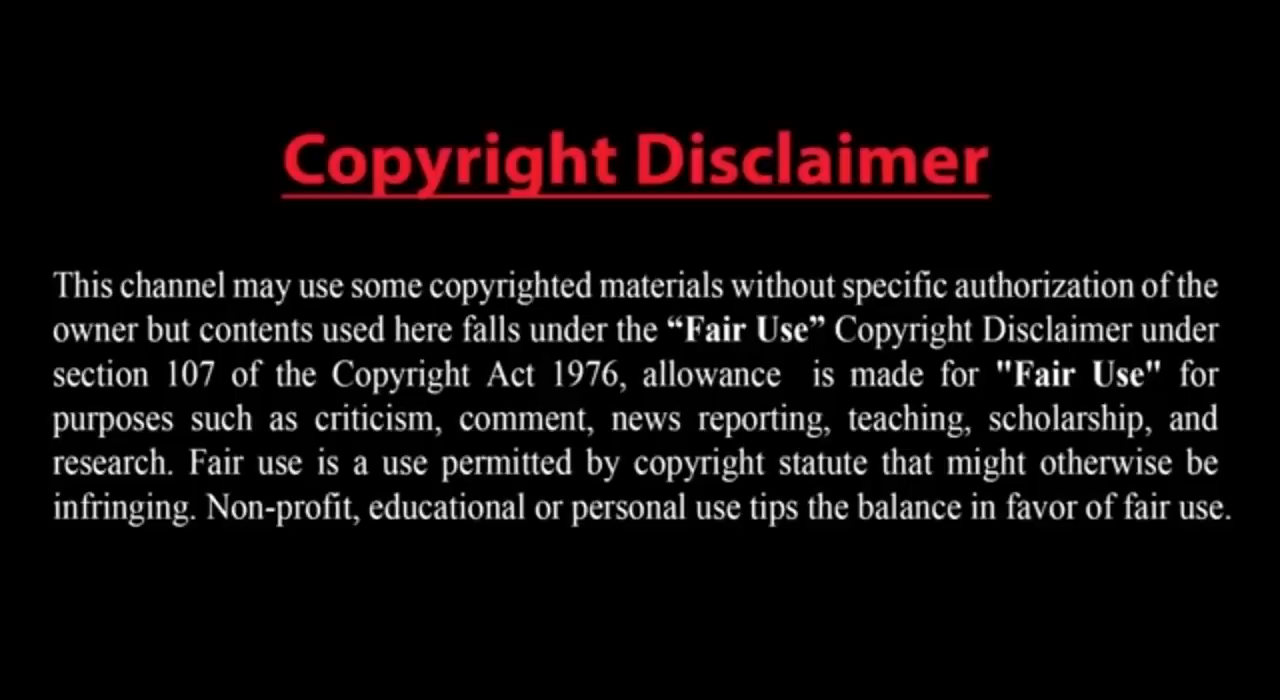 Copyright Disclaimer
This channel may use some copyrighted materials without specific authorization of the
owner but contents used here falls under the “Fair Use” Copyright Disclaimer under
section 107 of the Copyright Act 1976, allowance is made for "Fair Use" for
purposes such as criticism, comment, news reporting, teaching, scholarship, and
research. Fair use is a use permitted by copyright statute that might otherwise be
infringing. Non-profit, educational or personal use tips the balance in favor of fair use.